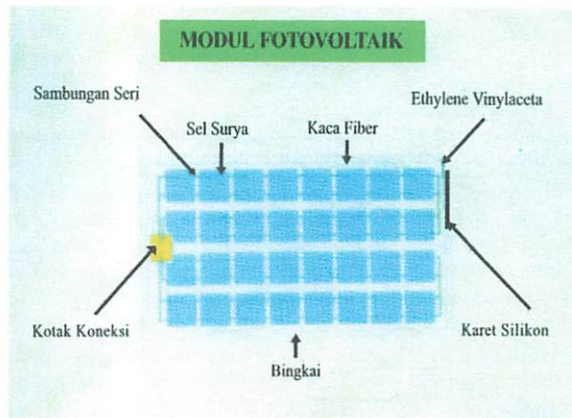 MODUL FOTOVOLTAIK
Sambungan Seri
Ethylene Vinylaceta
Sel Surya
Kaca Fiber
Kotak Koneksi
Karet Silikon
Bingkai